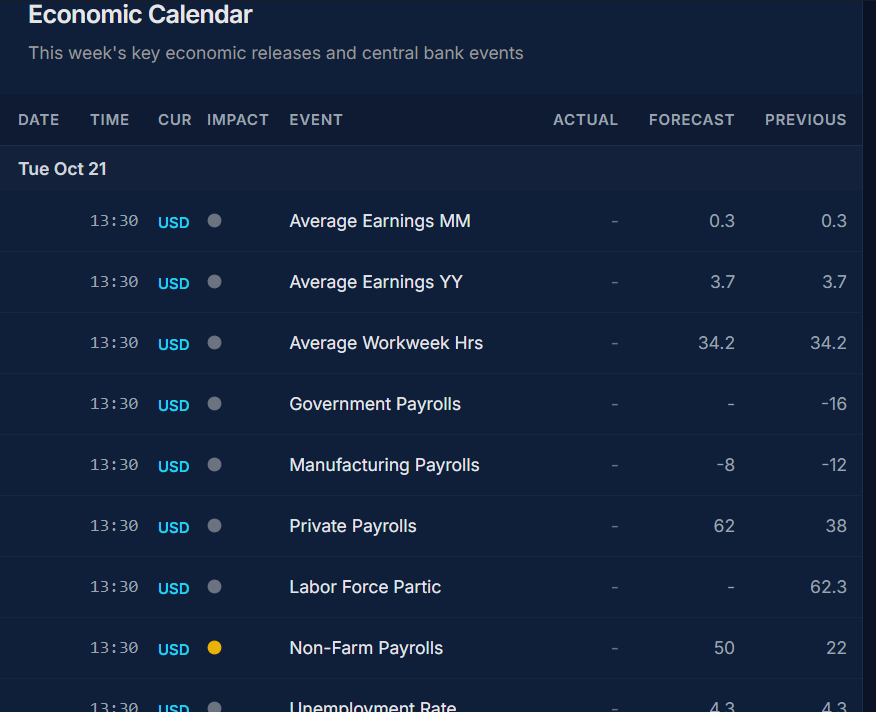 Economic Calendar
This week's key economic releases and central bank events
DATE TIME CUR IMPACT EVENT ACTUAL FORECAST PREVIOUS
Tue Oct 21
13:30 USD Average Earnings MM - 0.3 0.3
13:30 USD Average Earnings YY - 3.7 3.7
13:30 USD Average Workweek Hrs - 34.2 34.2
13:30 USD Government Payrolls - - -16
13:30 USD Manufacturing Payrolls - -8 -12
13:30 USD Private Payrolls - 62 38
13:30 USD Labor Force Partic - - 62.3
13:30 USD Non-Farm Payrolls - 50 22
13:30 USD Unemployment Rate - 4.3 4.3